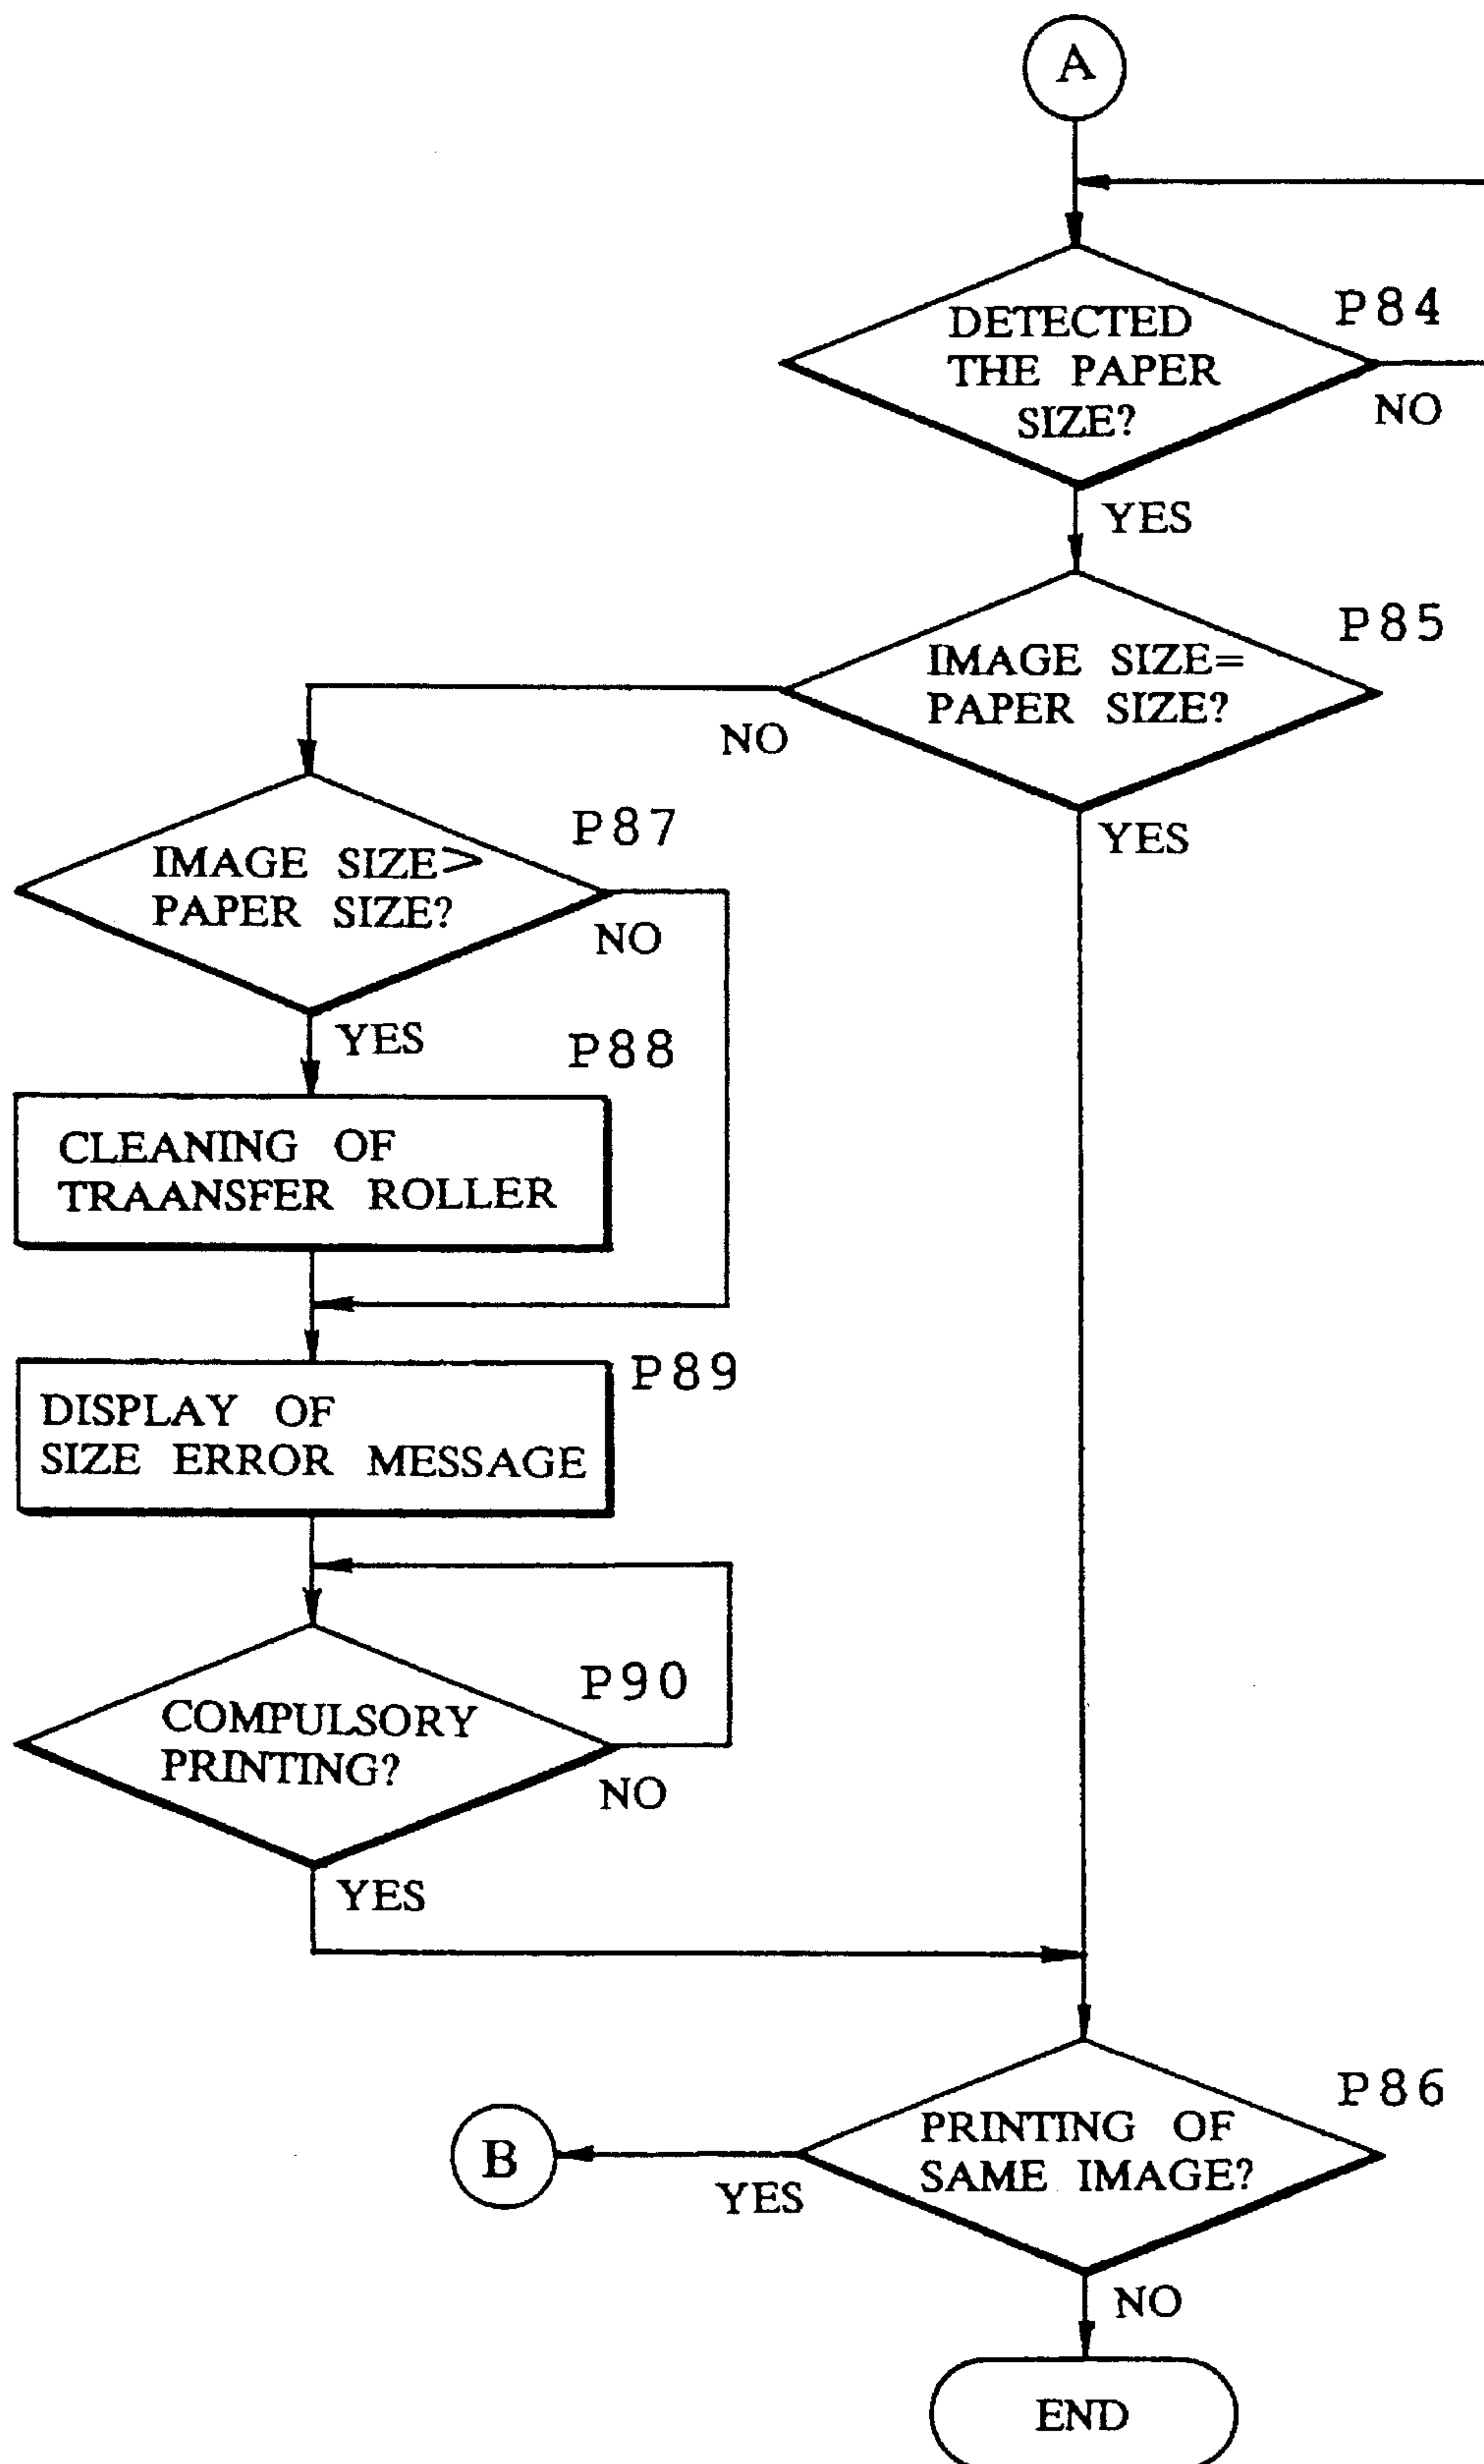 A
DETECTED
THE PAPER
SIZE?
P84
NO
YES
IMAGE SIZE=
PAPER SIZE?
P85
NO
YES
IMAGE SIZE>
PAPER SIZE?
P87
NO
YES
P88
CLEANING OF
TRAANSFER ROLLER
P89
DISPLAY OF
SIZE ERROR MESSAGE
P90
COMPULSORY
PRINTING?
NO
YES
P86
PRINTING OF
SAME IMAGE?
YES
B
NO
END